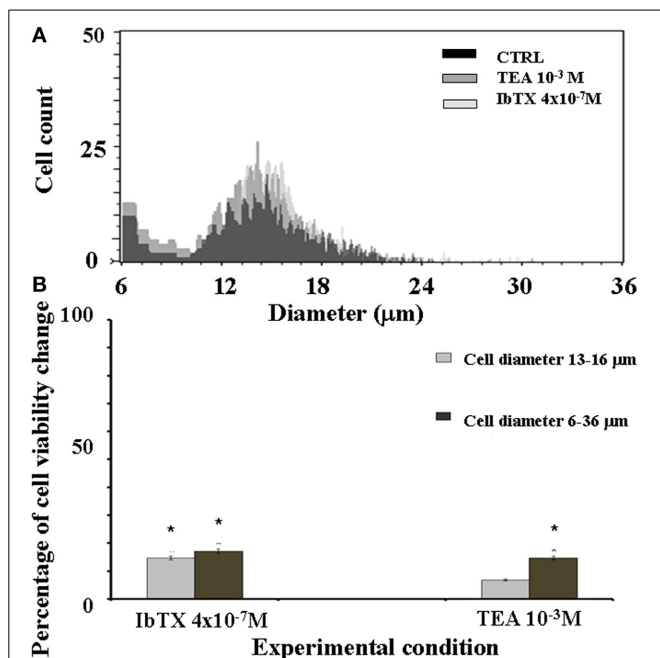 A
50
25
0
Cell count
CTRL
TEA 10⁻³ M
IbTX 4x10⁻⁷M
6 12 18 24 30 36
Diameter (µm)
B
100
50
0
Percentage of cell viability change
Cell diameter 13-16 µm
Cell diameter 6-36 µm
* *
*
IbTX 4x10⁻⁷M TEA 10⁻³M
Experimental condition